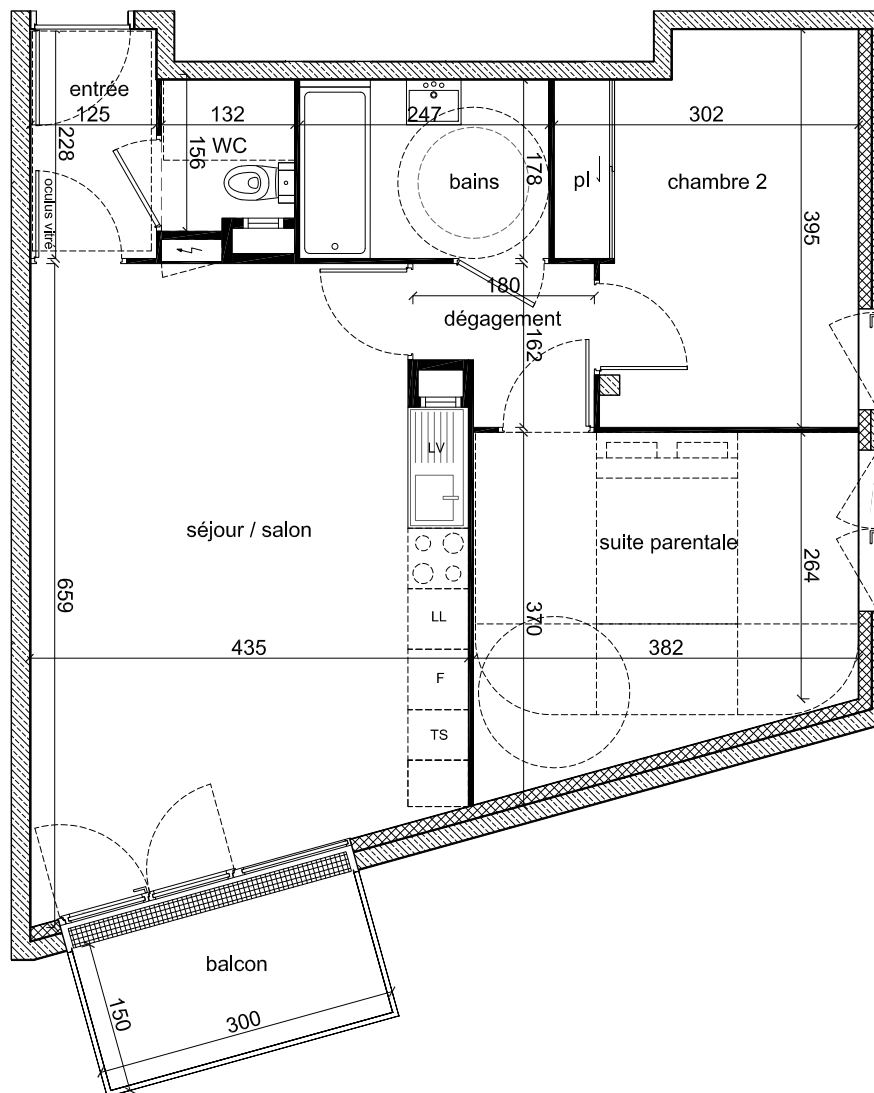 entrée
125
228
oculus vitré
132
WC
156
247
178
bains
pl
302
chambre 2
395
180
dégagement
162
LV
séjour / salon
suite parentale
264
659
370
LL
435
382
F
TS
balcon
150
300